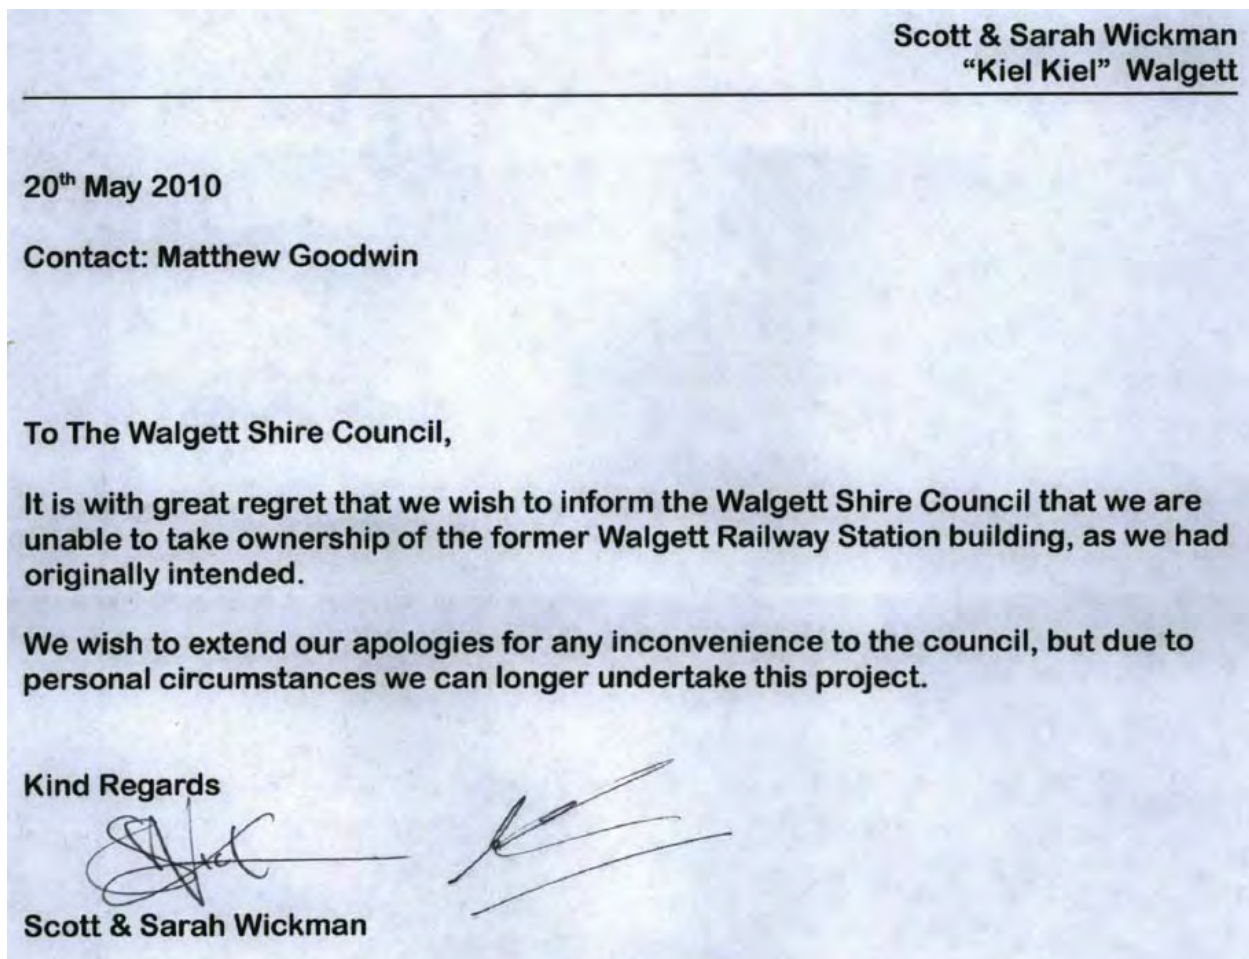 Scott & Sarah Wickman
“Kiel Kiel” Walgett
20th May 2010
Contact: Matthew Goodwin
To The Walgett Shire Council,
It is with great regret that we wish to inform the Walgett Shire Council that we are
unable to take ownership of the former Walgett Railway Station building, as we had
originally intended.
We wish to extend our apologies for any inconvenience to the council, but due to
personal circumstances we can longer undertake this project.
Kind Regards
Scott & Sarah Wickman